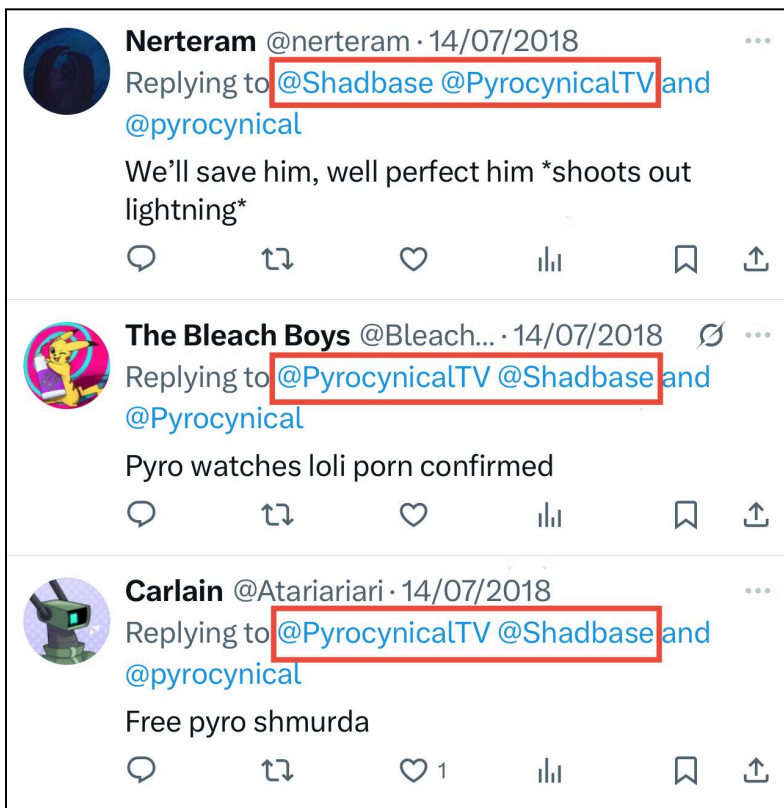 Nerteram @nerteram · 14/07/2018
Replying to @Shadbase @PyrocynicalTV and
@pyrocynical
We’ll save him, well perfect him *shoots out
lightning*
The Bleach Boys @Bleach... · 14/07/2018
Replying to @PyrocynicalTV @Shadbase and
@Pyrocynical
Pyro watches loli porn confirmed
Carlain @Atariariari · 14/07/2018
Replying to @PyrocynicalTV @Shadbase and
@pyrocynical
Free pyro shmurda
1